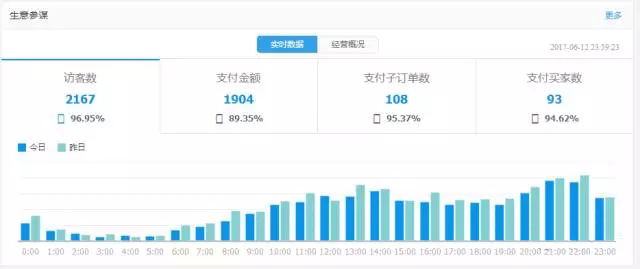 生意参谋 更多
实时数据 经营概况
2017-06-12 23:59:23
访客数 支付金额 支付子订单数 支付买家数
2167 1904 108 93
96.95% 89.35% 95.37% 94.62%
今日 昨日
0:00 1:00 2:00 3:00 4:00 5:00 6:00 7:00 8:00 9:00 10:00 11:00 12:00 13:00 14:00 15:00 16:00 17:00 18:00 19:00 20:00 21:00 22:00 23:00